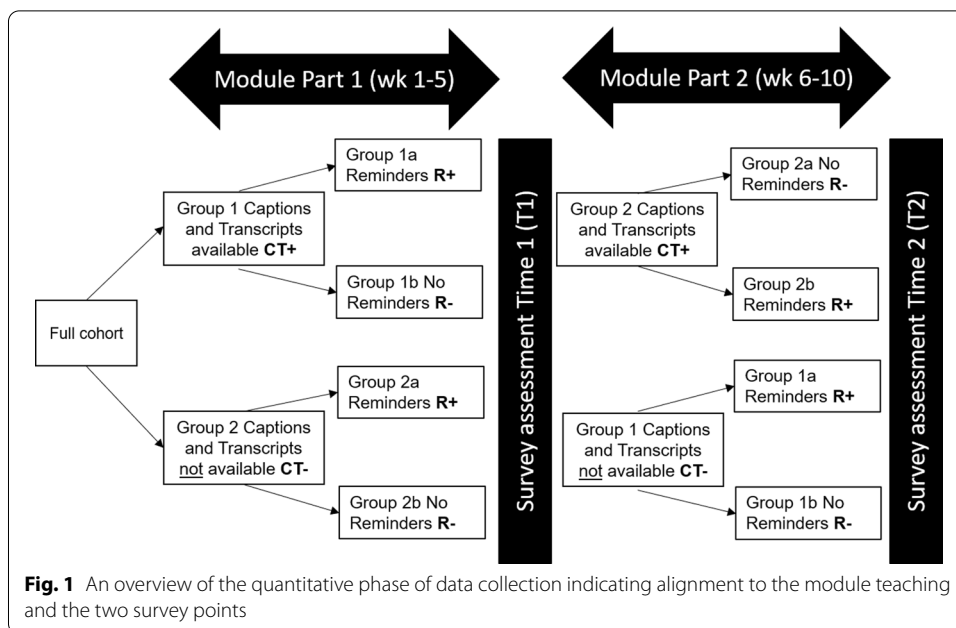 Module Part 1 (wk 1-5)
Module Part 2 (wk 6-10)
Full cohort
Group 1 Captions
and Transcripts
available CT+
Group 1a
Reminders R+
Group 1b No
Reminders R-
Group 2 Captions
and Transcripts
not available CT-
Group 2a
Reminders R+
Group 2b No
Reminders R-
Survey assessment Time 1 (T1)
Group 2 Captions
and Transcripts
available CT+
Group 2a No
Reminders R-
Group 2b
Reminders R+
Group 1 Captions
and Transcripts
not available CT-
Group 1a
Reminders R+
Group 1b No
Reminders R-
Survey assessment Time 2 (T2)
Fig. 1 An overview of the quantitative phase of data collection indicating alignment to the module teaching
and the two survey points